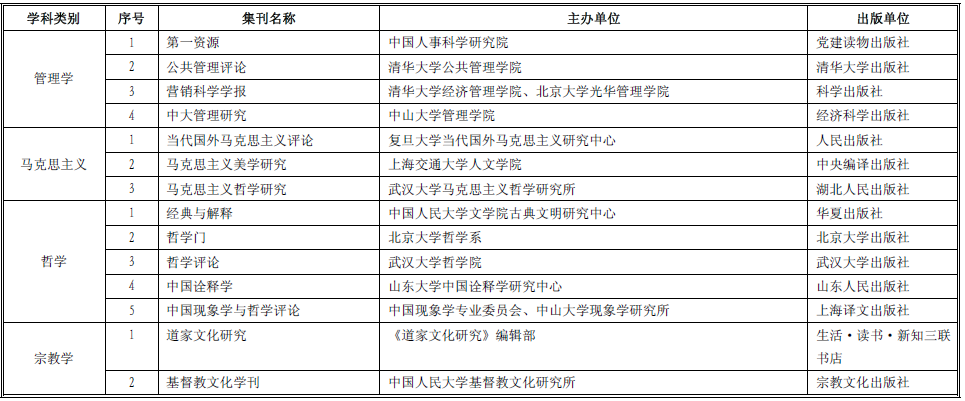 学科类别 序号 集刊名称 主办单位 出版单位
管理学 1 第一资源 中国人事科学研究院 党建读物出版社
2 公共管理评论 清华大学公共管理学院 清华大学出版社
3 营销科学学报 清华大学经济管理学院、北京大学光华管理学院 科学出版社
4 中大管理研究 中山大学管理学院 经济科学出版社
马克思主义 1 当代国外马克思主义评论 复旦大学当代国外马克思主义研究中心 人民出版社
2 马克思主义美学研究 上海交通大学人文学院 中央编译出版社
3 马克思主义哲学研究 武汉大学马克思主义哲学研究所 湖北人民出版社
哲学 1 经典与解释 中国人民大学文学院古典文明研究中心 华夏出版社
2 哲学门 北京大学哲学系 北京大学出版社
3 哲学评论 武汉大学哲学院 武汉大学出版社
4 中国诠释学 山东大学中国诠释学研究中心 山东人民出版社
5 中国现象学与哲学评论 中国现象学专业委员会、中山大学现象学研究所 上海译文出版社
宗教学 1 道家文化研究 《道家文化研究》编辑部 生活·读书·新知三联
书店
2 基督教文化学刊 中国人民大学基督教文化研究所 宗教文化出版社